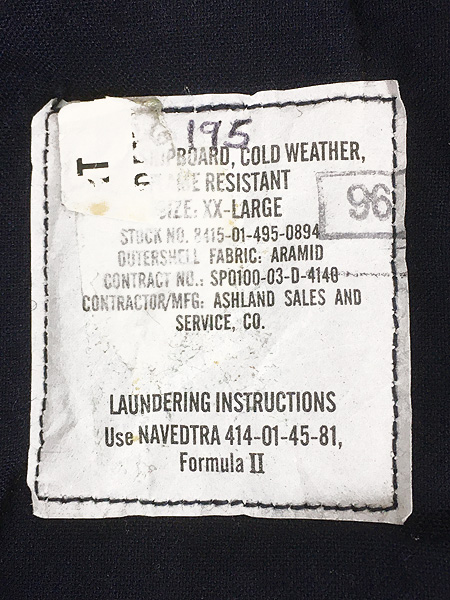 195
BOARD, COLD WEATHER,
RESISTANT
SIZE: XX-LARGE
96
STOCK NO. 8415-01-495-0894
OUTERSHELL FABRIC: ARAMID
CONTRACT NO.: SPO100-03-D-4140
CONTRACTOR/MFG: ASHLAND SALES AND
SERVICE, CO.
LAUNDERING INSTRUCTIONS
Use NAVEDTRA 414-01-45-81,
Formula II